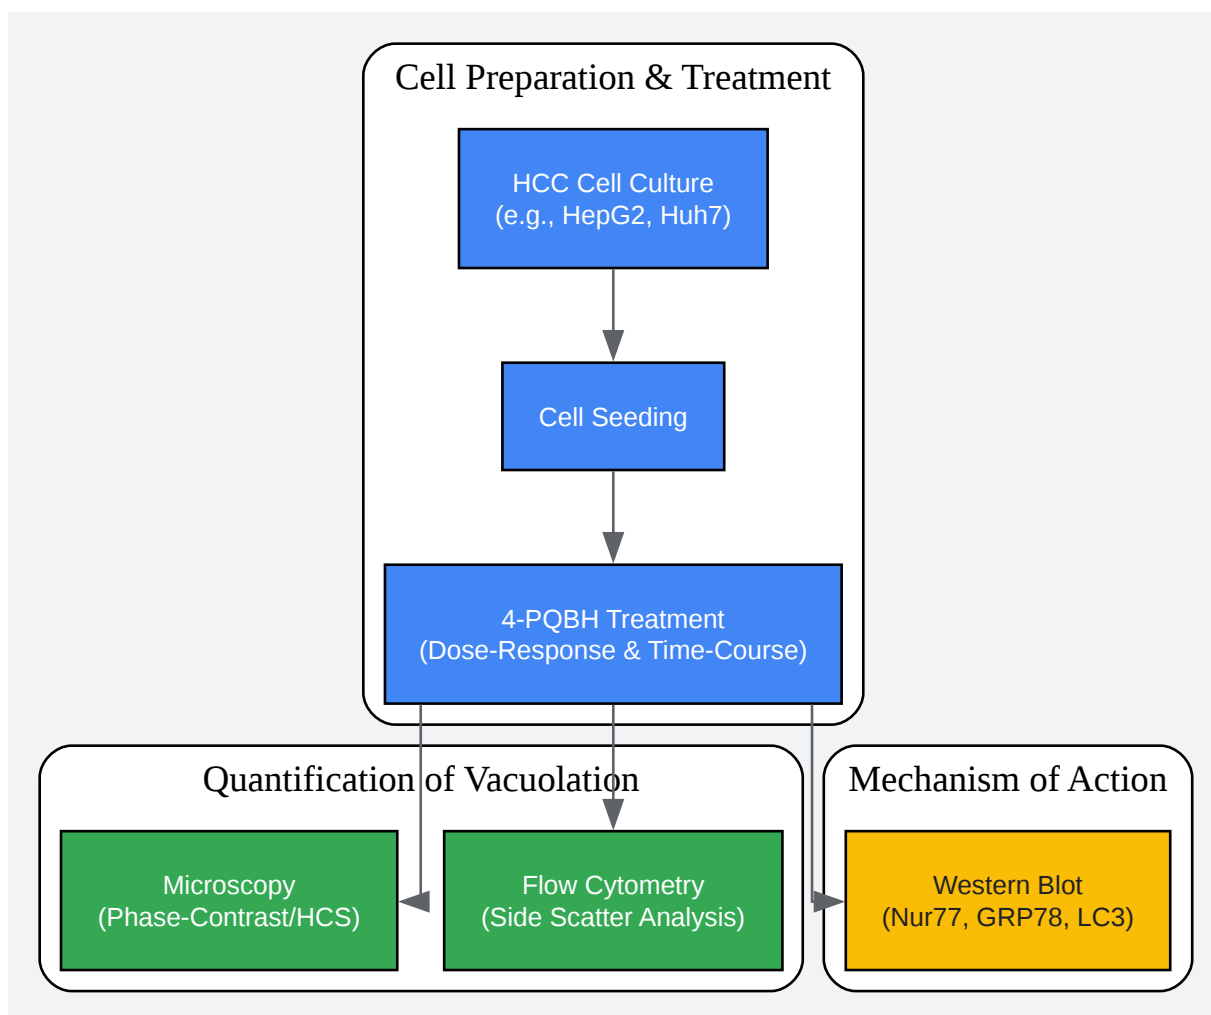 Cell Preparation & Treatment
HCC Cell Culture
(e.g., HepG2, Huh7)
Cell Seeding
4-PQBH Treatment
(Dose-Response & Time-Course)
Quantification of Vacuolation
Microscopy
(Phase-Contrast/HCS)
Flow Cytometry
(Side Scatter Analysis)
Mechanism of Action
Western Blot
(Nur77, GRP78, LC3)